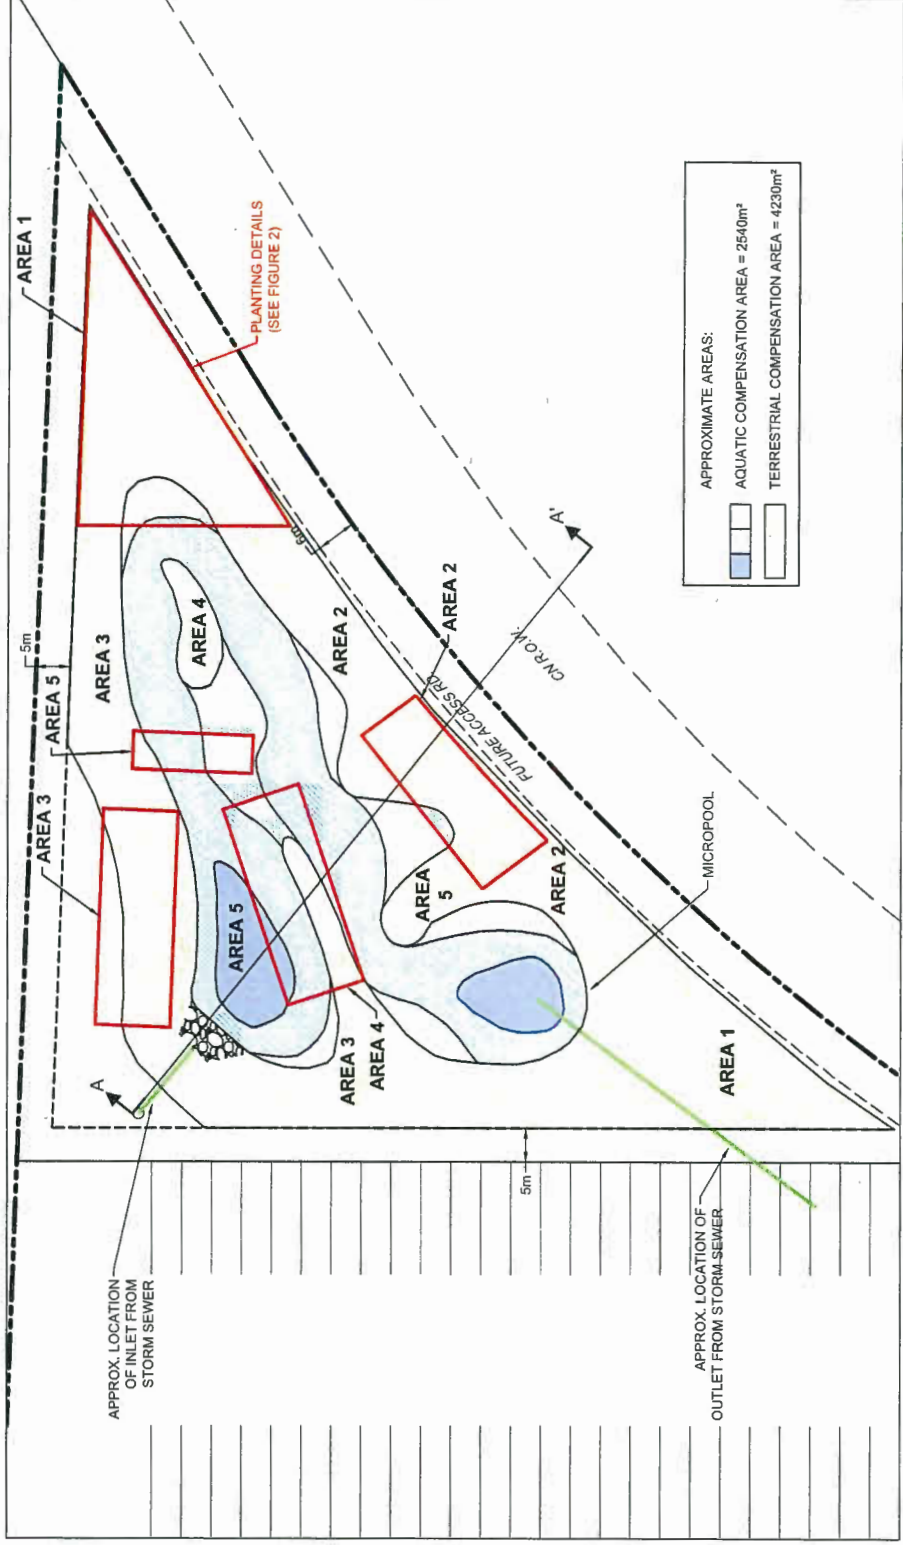 AREA 1
5m
AREA 5
AREA 3
AREA 3
PLANTING DETAILS
(SEE FIGURE 2)
AREA 4
6m
AREA 2
AREA 2
A'
CN R.O.W.
FUTURE ACCESS RD.
AREA 5
AREA
5
AREA 2
MICROPOOL
A
AREA 3
AREA 4
AREA 1
5m
APPROX. LOCATION
OF INLET FROM
STORM SEWER
APPROX. LOCATION OF
OUTLET FROM STORM SEWER
APPROXIMATE AREAS:
AQUATIC COMPENSATION AREA = 2540m²
TERRESTRIAL COMPENSATION AREA = 4230m²